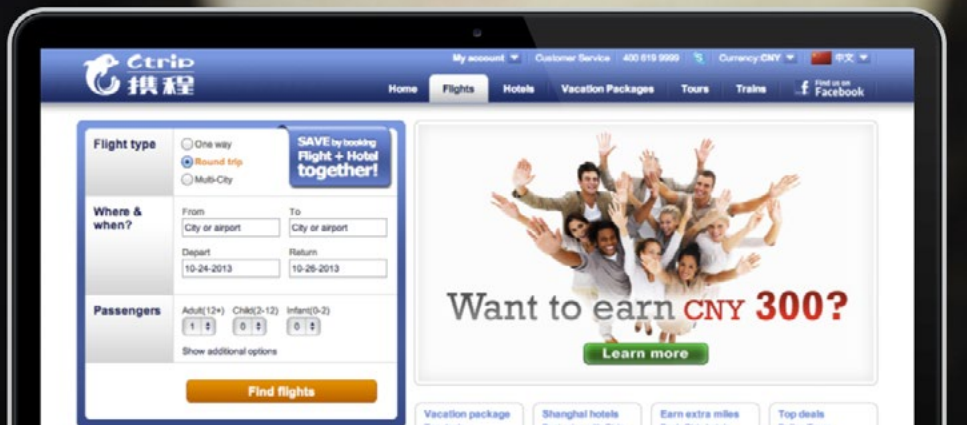 Ctrip
携程
My account
Customer Service
400 619 9999
Currency:CNY
中文
Home
Flights
Hotels
Vacation Packages
Tours
Trains
Find us on
Facebook
Flight type
One way
Round trip
Multi-City
SAVE by booking
Flight + Hotel
together!
Where &
when?
From
To
City or airport
City or airport
Depart
Return
10-24-2013
10-26-2013
Passengers
Adult(12+)
Child(2-12)
Infant(0-2)
1
0
0
Show additional options
Find flights
Want to earn CNY 300?
Learn more
Vacation package
Shanghai hotels
Earn extra miles
Top deals